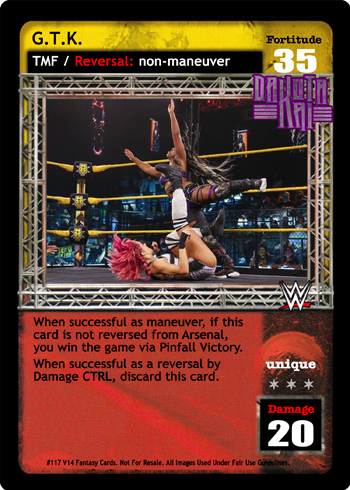 G.T.K.
Fortitude
35
TMF / Reversal: non-maneuver
DAKOTA
KAI
W
When successful as maneuver, if this
card is not reversed from Arsenal,
you win the game via Pinfall Victory.
When successful as a reversal by
Damage CTRL, discard this card.
unique
Damage
20
#117 V14 Fantasy Cards. Not For Resale. All Images Used Under Fair Use Guidelines.